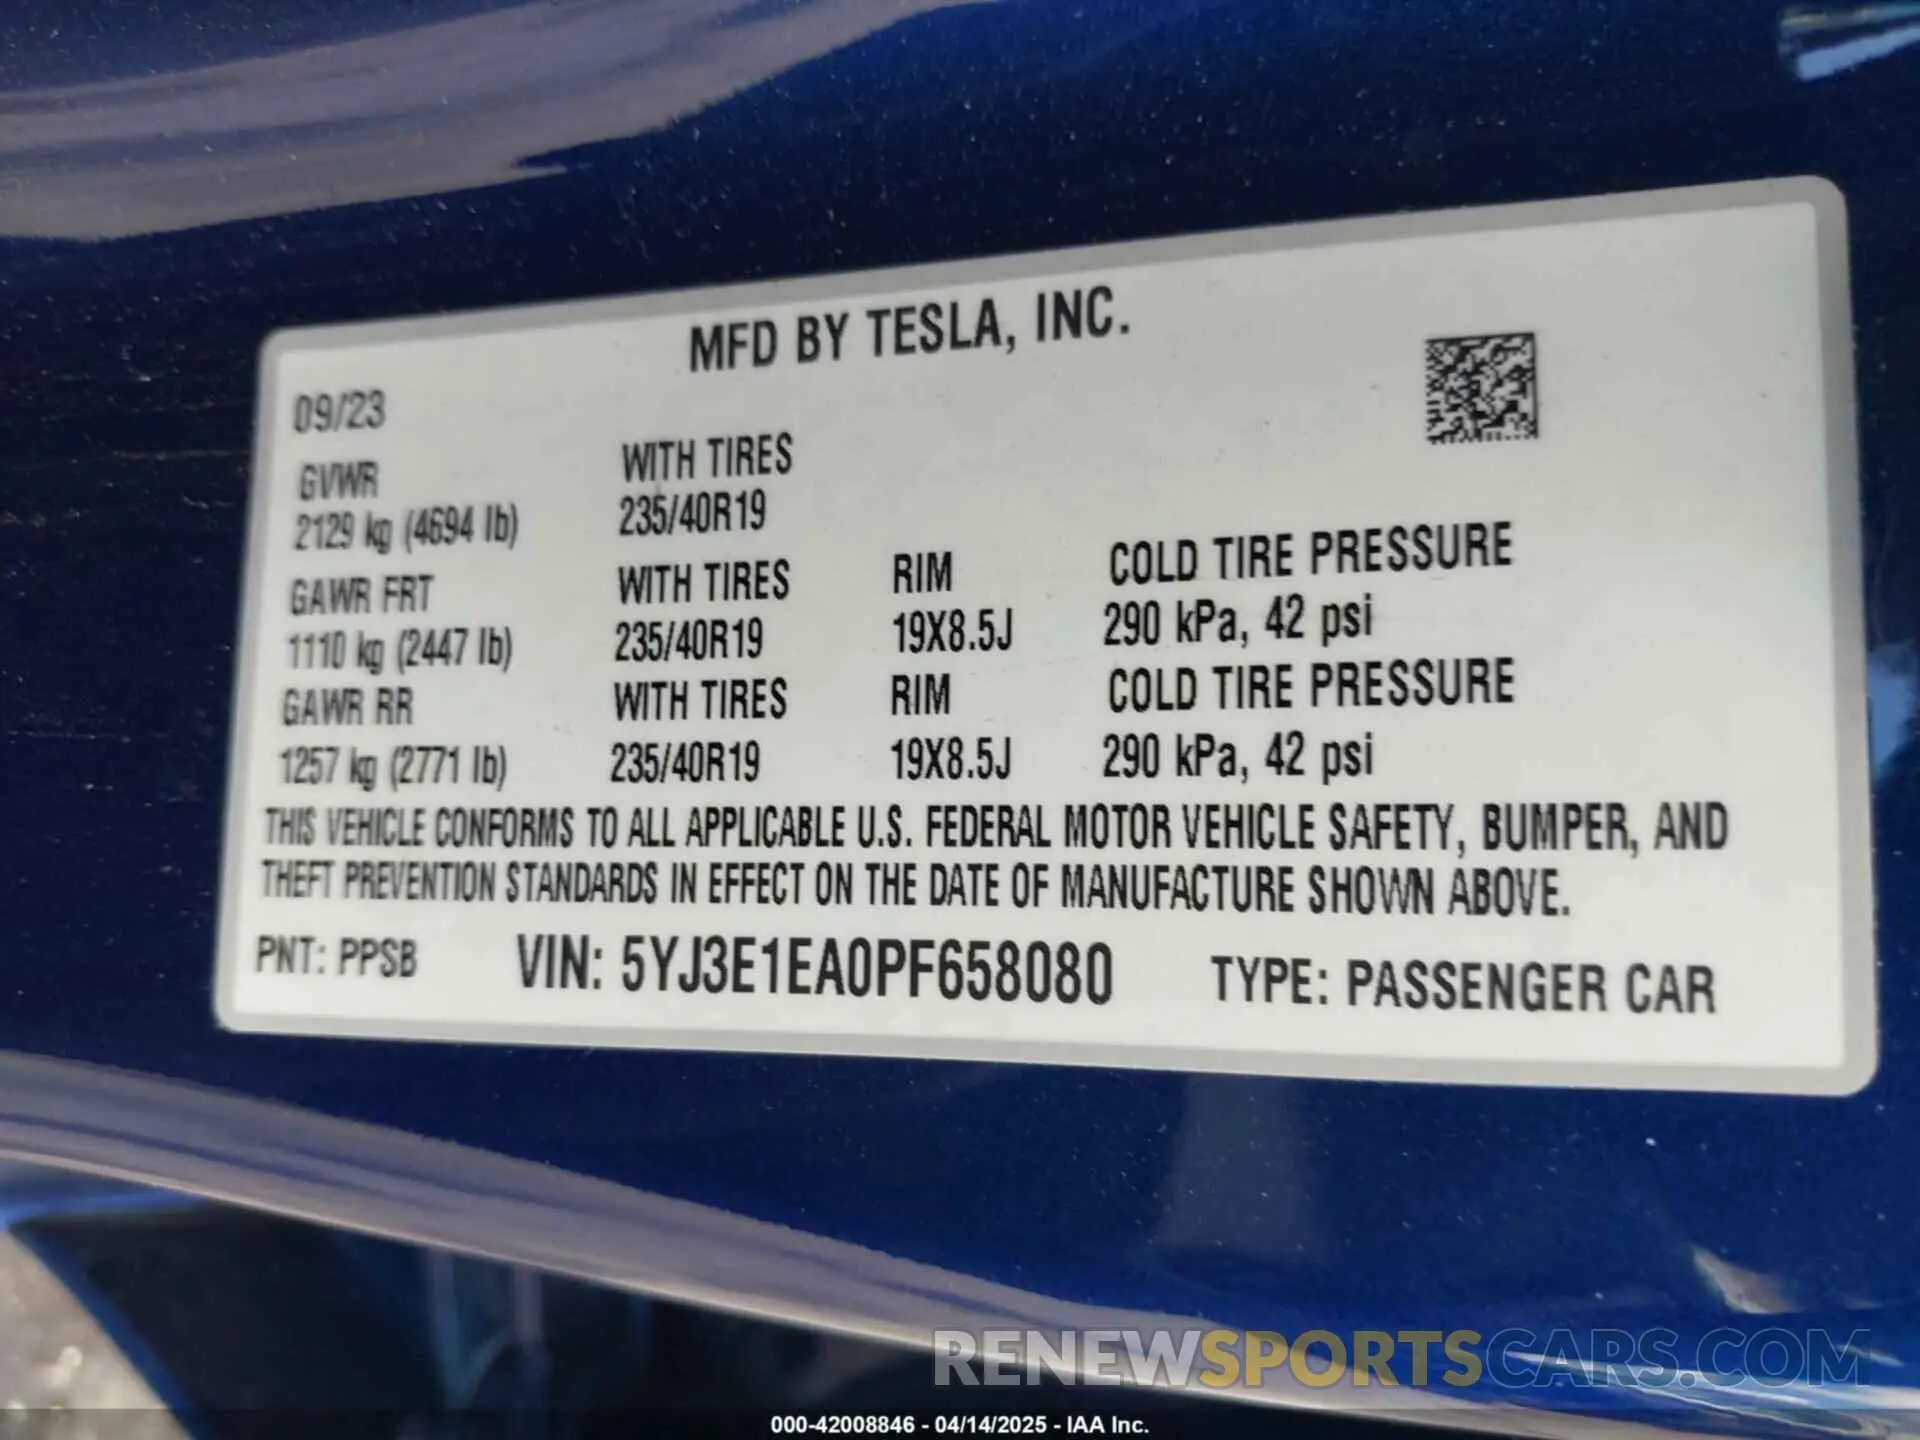 MFD BY TESLA, INC.
09/23
GVWR WITH TIRES
2129 kg (4694 lb) 235/40R19
GAWR FRT WITH TIRES RIM COLD TIRE PRESSURE
1110 kg (2447 lb) 235/40R19 19X8.5J 290 kPa, 42 psi
GAWR RR WITH TIRES RIM COLD TIRE PRESSURE
1257 kg (2771 lb) 235/40R19 19X8.5J 290 kPa, 42 psi
THIS VEHICLE CONFORMS TO ALL APPLICABLE U.S. FEDERAL MOTOR VEHICLE SAFETY, BUMPER, AND
THEFT PREVENTION STANDARDS IN EFFECT ON THE DATE OF MANUFACTURE SHOWN ABOVE.
PNT: PPSB VIN: 5YJ3E1EA0PF658080 TYPE: PASSENGER CAR
RENEWSPORTSCARS.COM
000-42008846 - 04/14/2025 - IAA Inc.